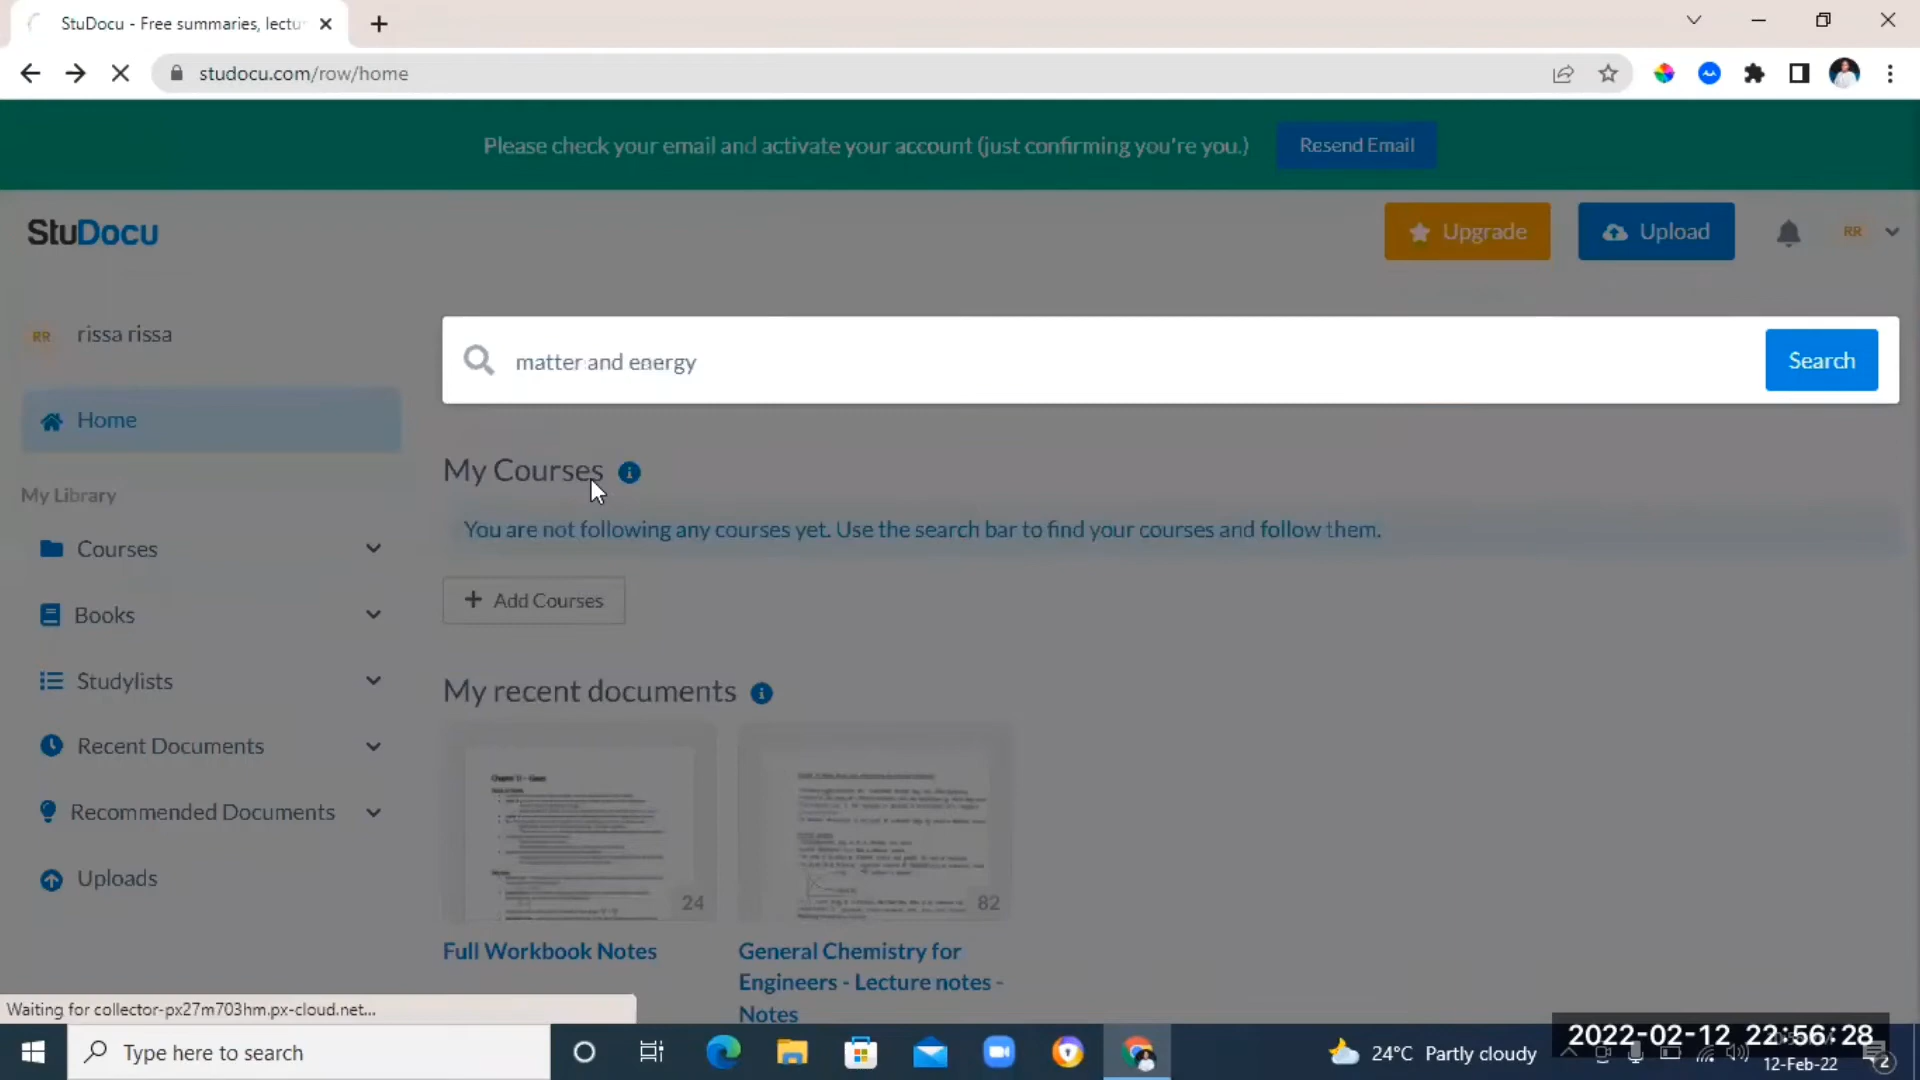 StuDocu - Free summaries, lectu
studocu.com/row/home
Please check your email and activate your account (just confirming you're you.)
Resend Email
StuDocu
Upgrade
Upload
RR
RR
rissa rissa
matter and energy
Search
Home
My Courses
My Library
You are not following any courses yet. Use the search bar to find your courses and follow them.
Courses
Add Courses
Books
Studylists
My recent documents
Recent Documents
Recommended Documents
Uploads
24
82
Full Workbook Notes
General Chemistry for
Engineers - Lecture notes -
Notes
Waiting for collector-px27m703hm.px-cloud.net...
Type here to search
24°C Partly cloudy
2022-02-12 22:56:28
12-Feb-22
2